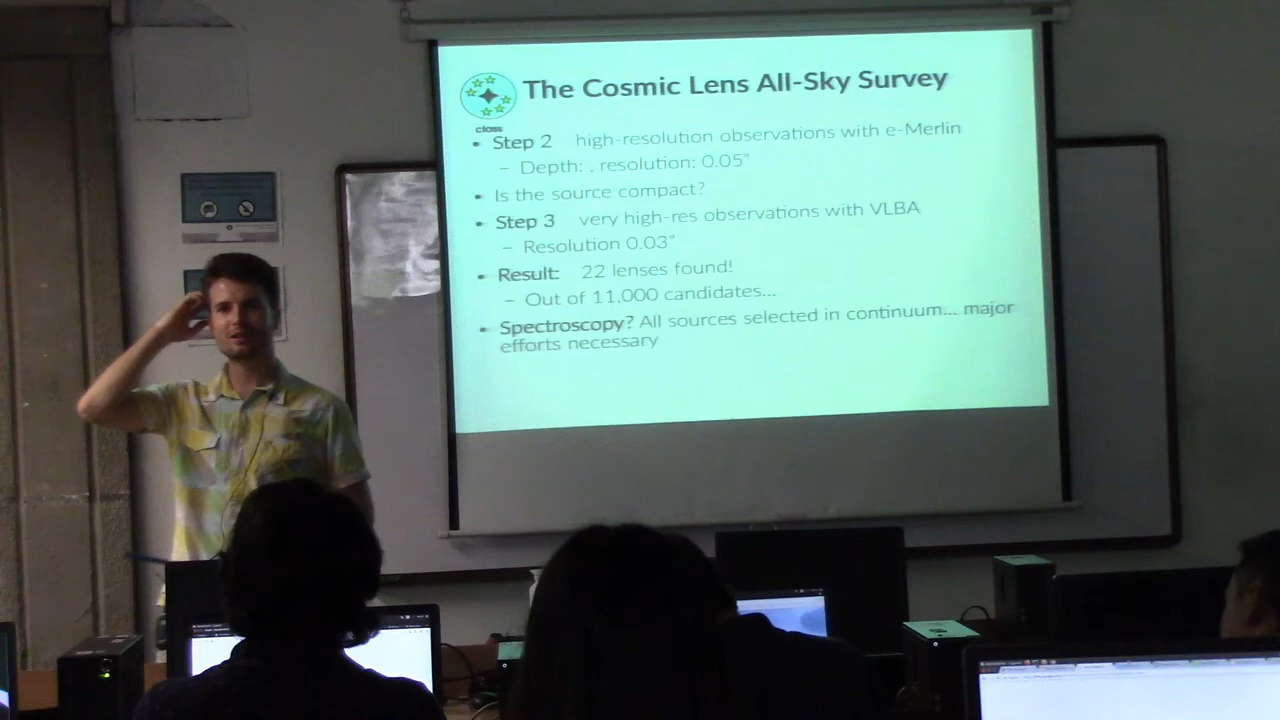 The Cosmic Lens All-Sky Survey
class
• Step 2 high-resolution observations with e-Merlin
– Depth: , resolution: 0.05"
• Is the source compact?
• Step 3 very high-res observations with VLBA
– Resolution 0.03"
• Result: 22 lenses found!
– Out of 11,000 candidates...
• Spectroscopy? All sources selected in continuum... major
efforts necessary